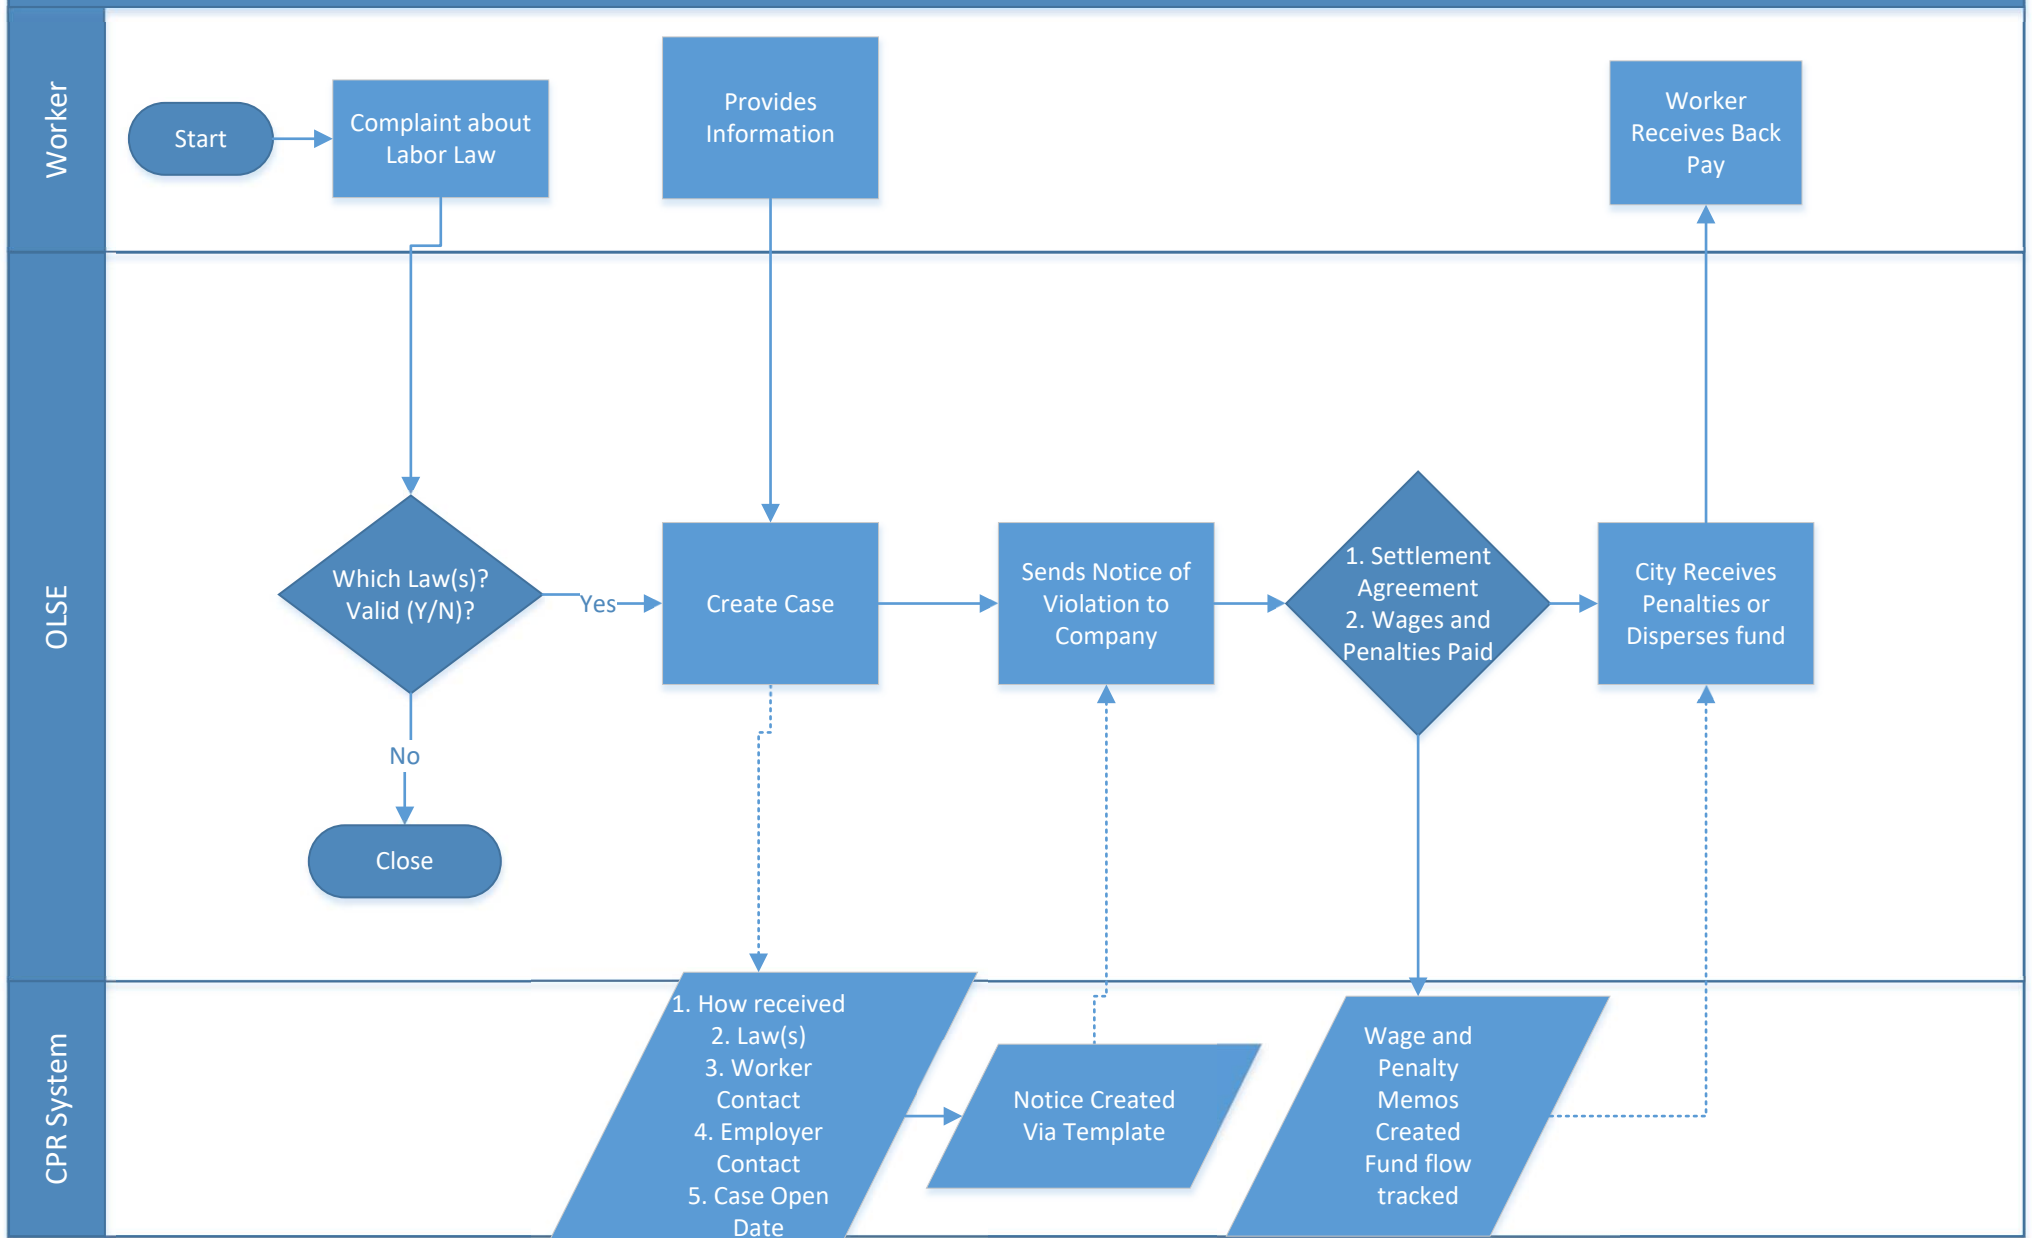 Worker
Start
Complaint about
Labor Law
Provides
Information
Worker
Receives Back
Pay
OLSE
Which Law(s)?
Valid (Y/N)?
Yes
No
Close
Create Case
Sends Notice of
Violation to
Company
1. Settlement
Agreement
2. Wages and
Penalties Paid
City Receives
Penalties or
Disperses fund
CPR System
1. How received
2. Law(s)
3. Worker
Contact
4. Employer
Contact
5. Case Open
Date
Notice Created
Via Template
Wage and
Penalty
Memos
Created
Fund flow
tracked